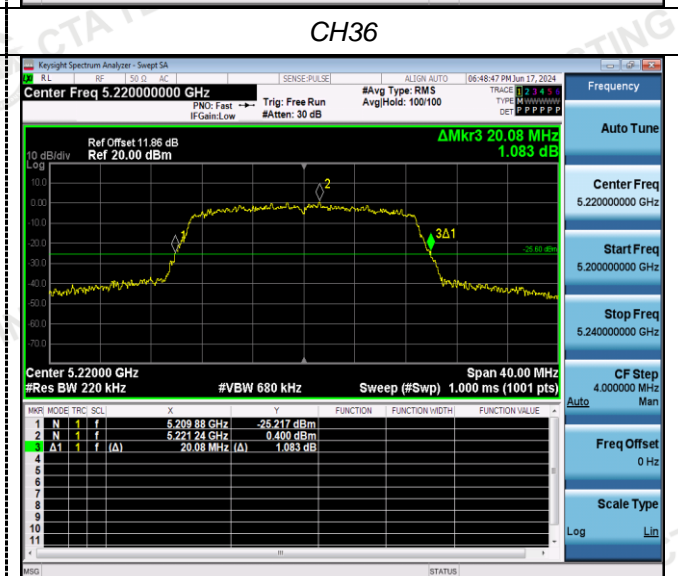 CH36
Keysight Spectrum Analyzer - Swept SA
RL RF 50 Ω AC SENSE:PULSE ALIGN AUTO 06:48:47 PM Jun 17, 2024
Center Freq 5.220000000 GHz #Avg Type: RMS TRACE 1 2 3 4 5 6
PNO: Fast Trig: Free Run Avg|Hold: 100/100 TYPE M WWWWW
IFGain:Low #Atten: 30 dB DET P P P P P P
Frequency
Auto Tune
Center Freq
5.220000000 GHz
Start Freq
5.200000000 GHz
Stop Freq
5.240000000 GHz
CF Step
4.000000 MHz
Auto Man
Freq Offset
0 Hz
Scale Type
Log Lin
Ref Offset 11.86 dB ΔMkr3 20.08 MHz
10 dB/div Ref 20.00 dBm 1.083 dB
Log
10.0
0.00
-10.0
-20.0
-30.0
-40.0
-50.0
-60.0
-70.0
2
1
3Δ1
-25.60 dBm
Center 5.22000 GHz Span 40.00 MHz
#Res BW 220 kHz #VBW 680 kHz Sweep (#Swp) 1.000 ms (1001 pts)
MKR MODE TRC SCL X Y FUNCTION FUNCTION WIDTH FUNCTION VALUE
1 N 1 f 5.209 88 GHz -25.217 dBm
2 N 1 f 5.221 24 GHz 0.400 dBm
3 Δ1 1 f (Δ) 20.08 MHz (Δ) 1.083 dB
4
5
6
7
8
9
10
11
MSG STATUS